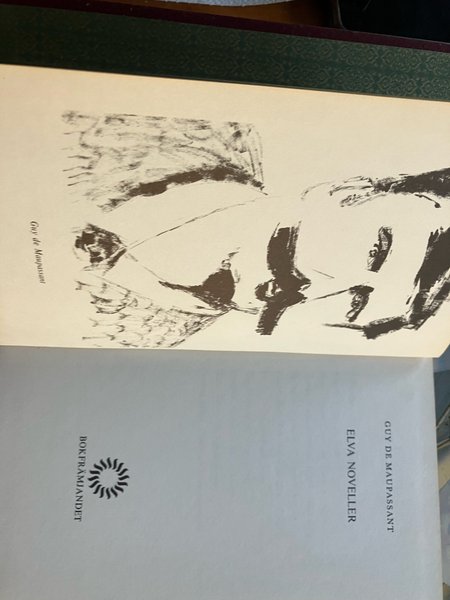 Guy de Maupassant
GUY DE MAUPASSANT
ELVA NOVELLER
BOKFRÄMJANDET